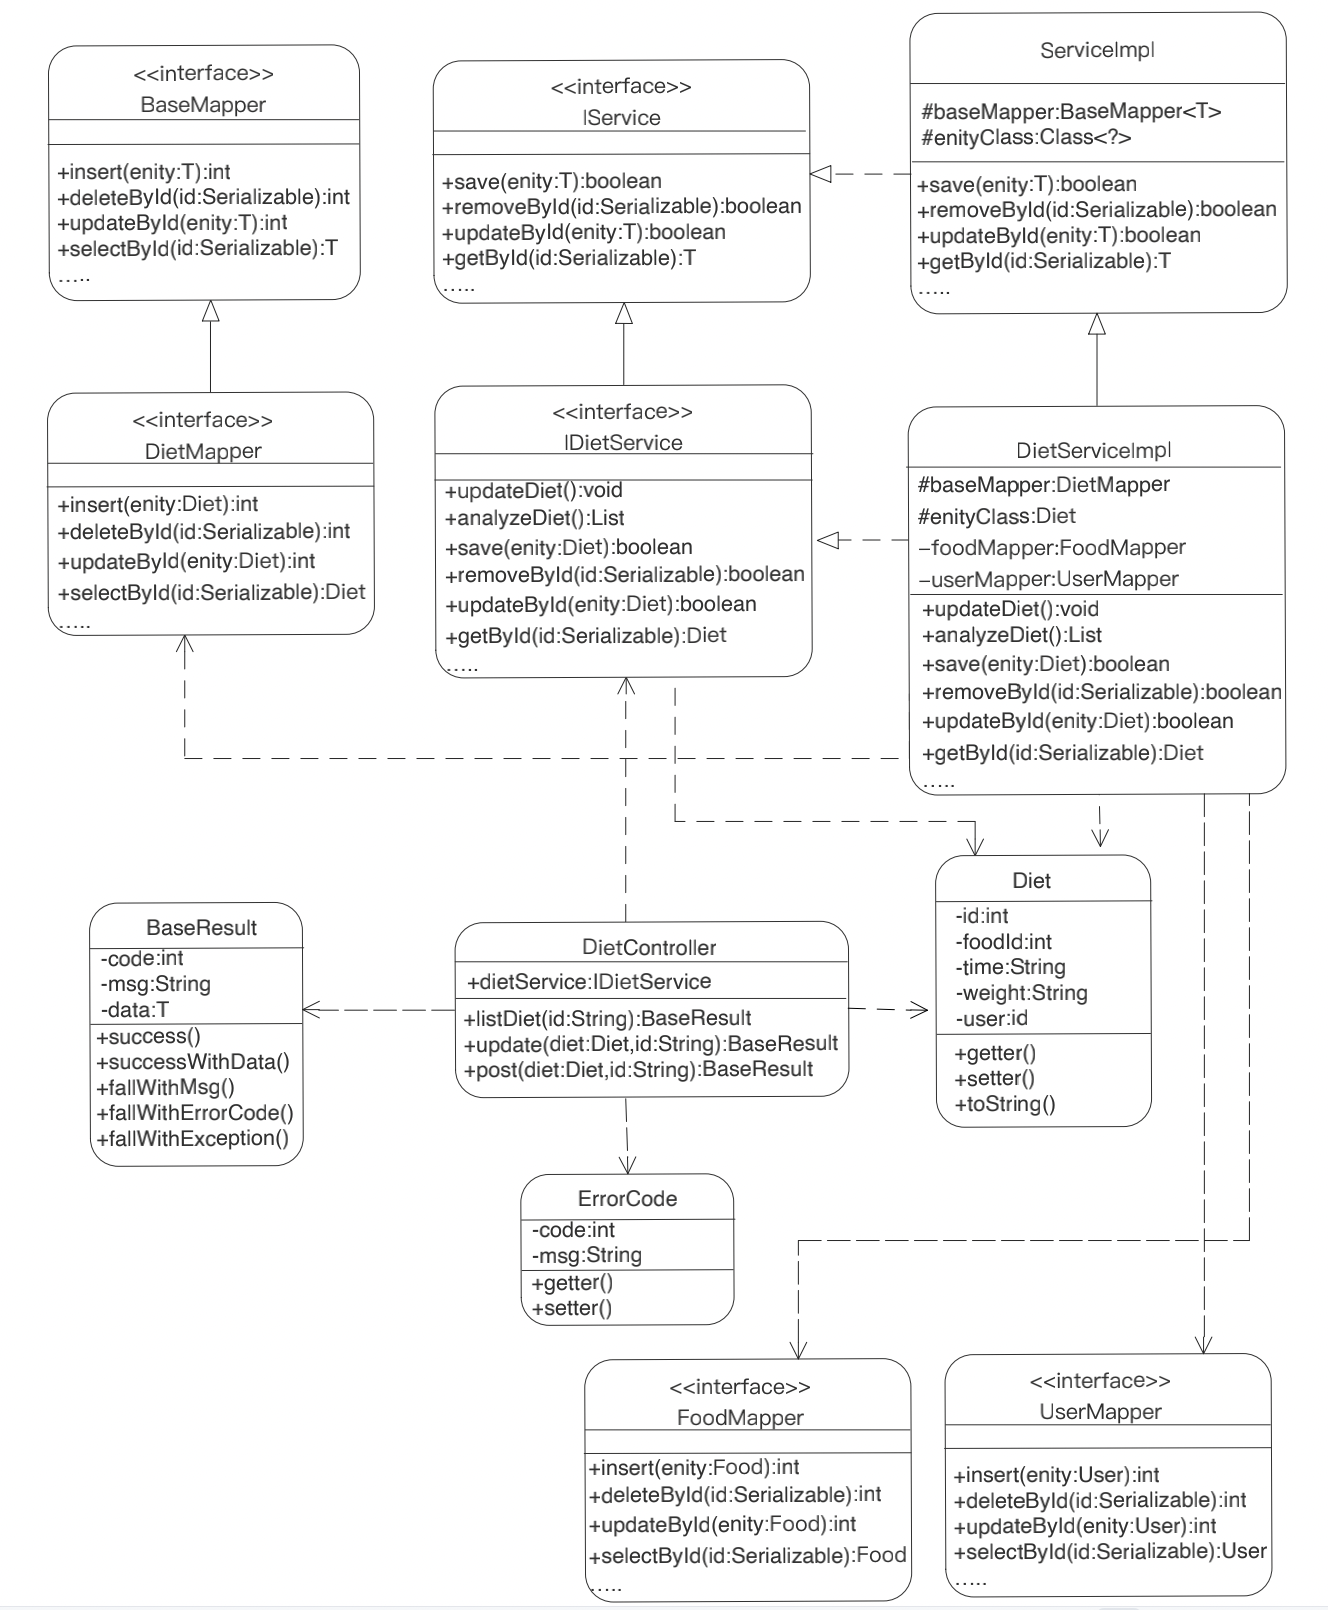 <<interface>>
BaseMapper
+insert(enity:T):int
+deleteById(id:Serializable):int
+updateById(enity:T):int
+selectById(id:Serializable):T
.....
<<interface>>
IService
+save(enity:T):boolean
+removeById(id:Serializable):boolean
+updateById(enity:T):boolean
+getById(id:Serializable):T
.....
ServiceImpl
#baseMapper:BaseMapper<T>
#enityClass:Class<?>
+save(enity:T):boolean
+removeById(id:Serializable):boolean
+updateById(enity:T):boolean
+getById(id:Serializable):T
.....
<<interface>>
DietMapper
+insert(enity:Diet):int
+deleteById(id:Serializable):int
+updateById(enity:Diet):int
+selectById(id:Serializable):Diet
.....
<<interface>>
IDietService
+updateDiet():void
+analyzeDiet():List
+save(enity:Diet):boolean
+removeById(id:Serializable):boolean
+updateById(enity:Diet):boolean
+getById(id:Serializable):Diet
.....
DietServiceImpl
#baseMapper:DietMapper
#enityClass:Diet
–foodMapper:FoodMapper
–userMapper:UserMapper
+updateDiet():void
+analyzeDiet():List
+save(enity:Diet):boolean
+removeById(id:Serializable):boolean
+updateById(enity:Diet):boolean
+getById(id:Serializable):Diet
.....
BaseResult
-code:int
-msg:String
-data:T
+success()
+successWithData()
+fallWithMsg()
+fallWithErrorCode()
+fallWithException()
DietController
+dietService:IDietService
+listDiet(id:String):BaseResult
+update(diet:Diet,id:String):BaseResult
+post(diet:Diet,id:String):BaseResult
Diet
-id:int
-foodId:int
-time:String
-weight:String
-user:id
+getter()
+setter()
+toString()
ErrorCode
-code:int
-msg:String
+getter()
+setter()
<<interface>>
FoodMapper
+insert(enity:Food):int
+deleteById(id:Serializable):int
+updateById(enity:Food):int
+selectById(id:Serializable):Food
.....
<<interface>>
UserMapper
+insert(enity:User):int
+deleteById(id:Serializable):int
+updateById(enity:User):int
+selectById(id:Serializable):User
.....